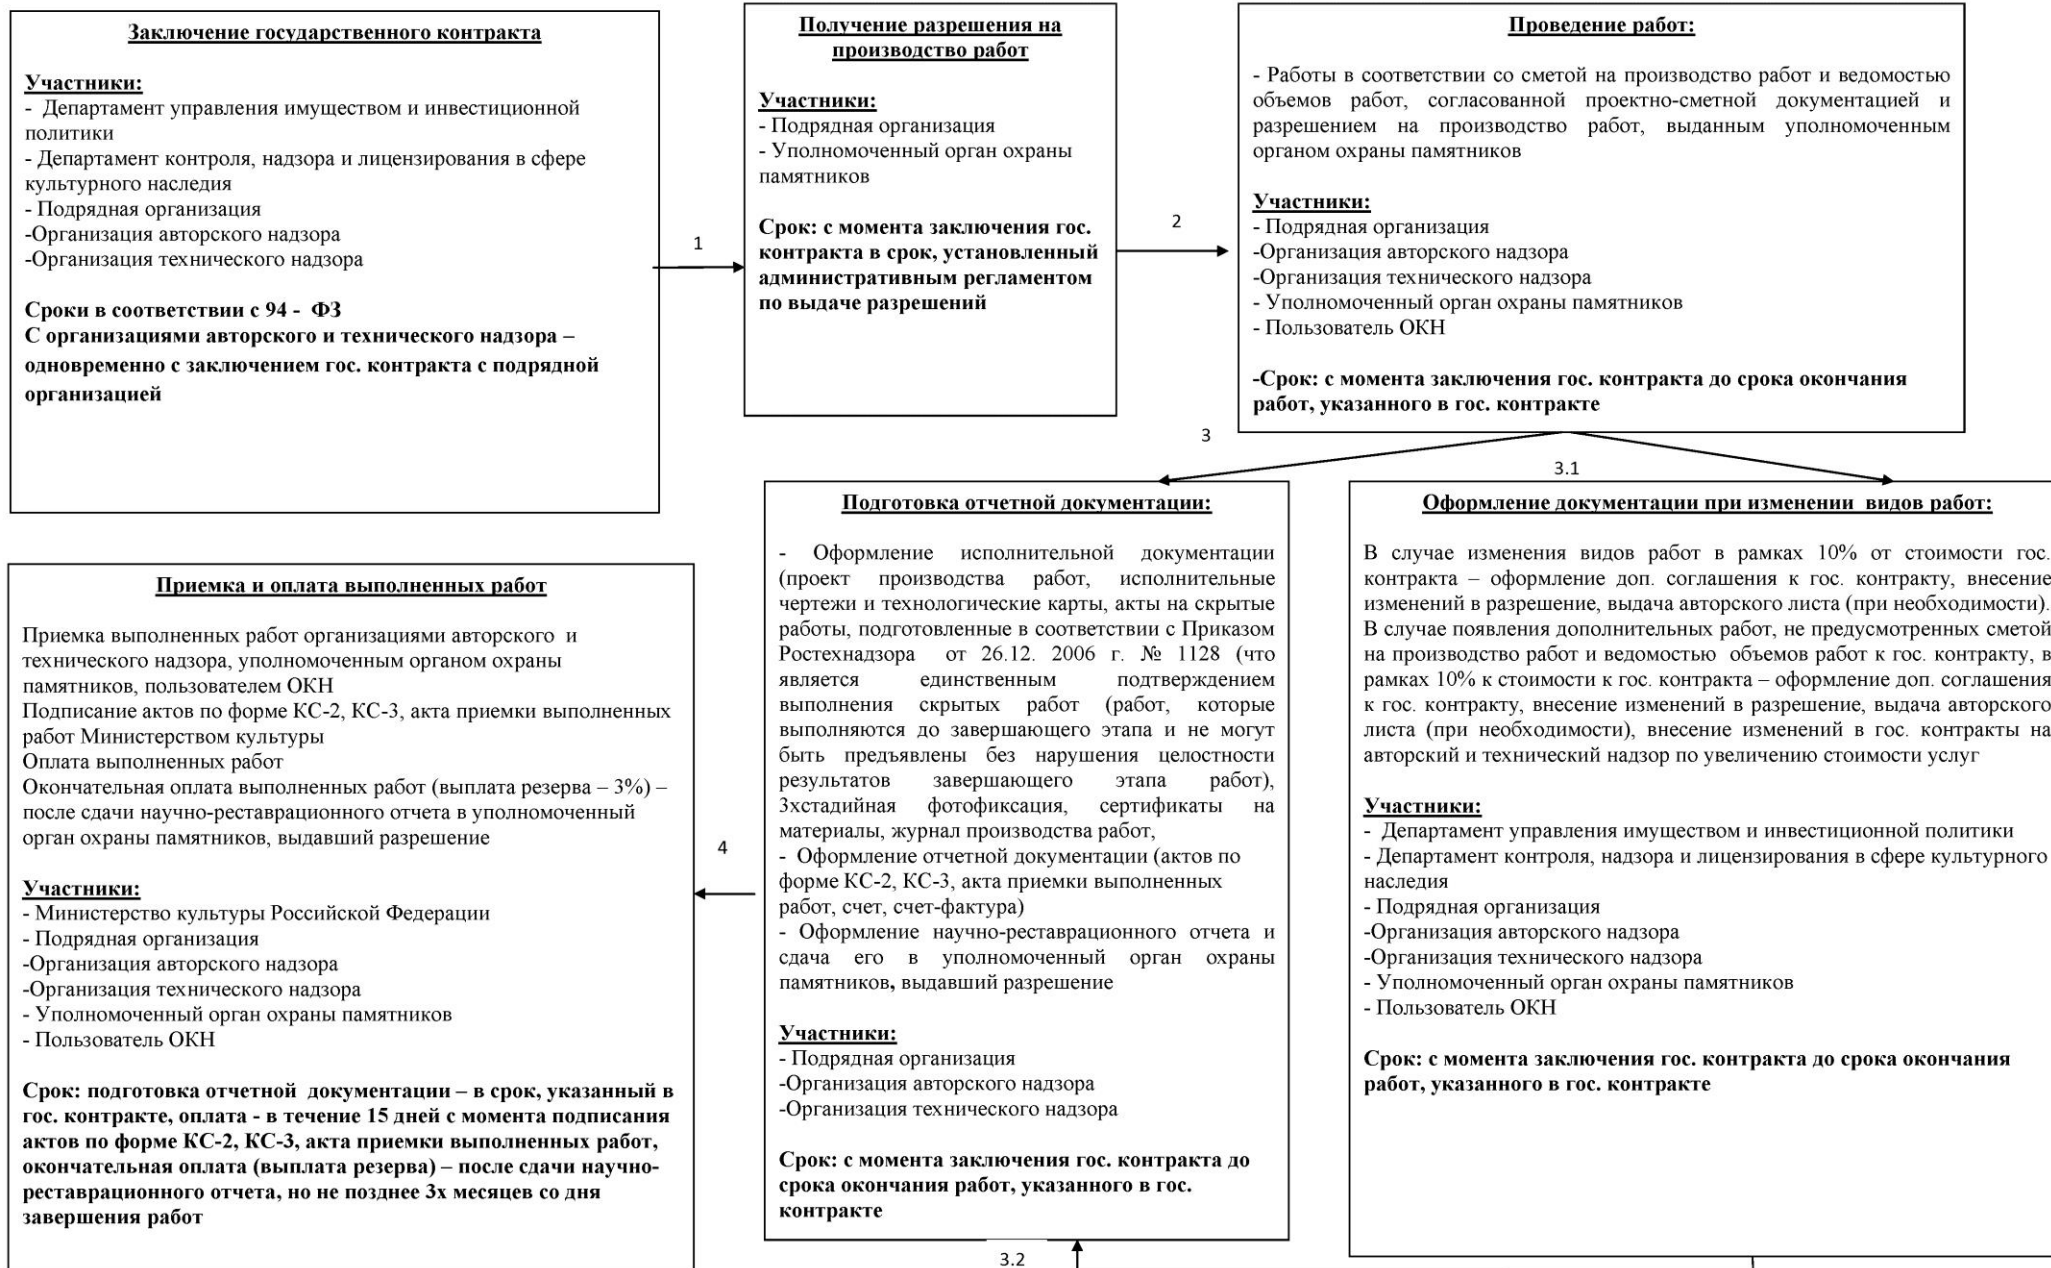 Заключение государственного контракта
Участники:
- Департамент управления имуществом и инвестиционной
политики
- Департамент контроля, надзора и лицензирования в сфере
культурного наследия
- Подрядная организация
-Организация авторского надзора
-Организация технического надзора
Сроки в соответствии с 94 - ФЗ
С организациями авторского и технического надзора –
одновременно с заключением гос. контракта с подрядной
организацией
1
Получение разрешения на
производство работ
Участники:
- Подрядная организация
- Уполномоченный орган охраны
памятников
Срок: с момента заключения гос.
контракта в срок, установленный
административным регламентом
по выдаче разрешений
2
Проведение работ:
- Работы в соответствии со сметой на производство работ и ведомостью
объемов работ, согласованной проектно-сметной документацией и
разрешением на производство работ, выданным уполномоченным
органом охраны памятников
Участники:
- Подрядная организация
-Организация авторского надзора
-Организация технического надзора
- Уполномоченный орган охраны памятников
- Пользователь ОКН
-Срок: с момента заключения гос. контракта до срока окончания
работ, указанного в гос. контракте
3
3.1
Подготовка отчетной документации:
- Оформление исполнительной документации
(проект производства работ, исполнительные
чертежи и технологические карты, акты на скрытые
работы, подготовленные в соответствии с Приказом
Ростехнадзора от 26.12. 2006 г. № 1128 (что
является единственным подтверждением
выполнения скрытых работ (работ, которые
выполняются до завершающего этапа и не могут
быть предъявлены без нарушения целостности
результатов завершающего этапа работ),
3хстадийная фотофиксация, сертификаты на
материалы, журнал производства работ,
- Оформление отчетной документации (актов по
форме КС-2, КС-3, акта приемки выполненных
работ, счет, счет-фактура)
- Оформление научно-реставрационного отчета и
сдача его в уполномоченный орган охраны
памятников, выдавший разрешение
Участники:
- Подрядная организация
-Организация авторского надзора
-Организация технического надзора
Срок: с момента заключения гос. контракта до
срока окончания работ, указанного в гос.
контракте
3.2
Оформление документации при изменении видов работ:
В случае изменения видов работ в рамках 10% от стоимости гос.
контракта – оформление доп. соглашения к гос. контракту, внесение
изменений в разрешение, выдача авторского листа (при необходимости).
В случае появления дополнительных работ, не предусмотренных сметой
на производство работ и ведомостью объемов работ к гос. контракту, в
рамках 10% к стоимости к гос. контракта – оформление доп. соглашения
к гос. контракту, внесение изменений в разрешение, выдача авторского
листа (при необходимости), внесение изменений в гос. контракты на
авторский и технический надзор по увеличению стоимости услуг
Участники:
- Департамент управления имуществом и инвестиционной политики
- Департамент контроля, надзора и лицензирования в сфере культурного
наследия
- Подрядная организация
-Организация авторского надзора
-Организация технического надзора
- Уполномоченный орган охраны памятников
- Пользователь ОКН
Срок: с момента заключения гос. контракта до срока окончания
работ, указанного в гос. контракте
4
Приемка и оплата выполненных работ
Приемка выполненных работ организациями авторского и
технического надзора, уполномоченным органом охраны
памятников, пользователем ОКН
Подписание актов по форме КС-2, КС-3, акта приемки выполненных
работ Министерством культуры
Оплата выполненных работ
Окончательная оплата выполненных работ (выплата резерва – 3%) –
после сдачи научно-реставрационного отчета в уполномоченный
орган охраны памятников, выдавший разрешение
Участники:
- Министерство культуры Российской Федерации
- Подрядная организация
-Организация авторского надзора
-Организация технического надзора
- Уполномоченный орган охраны памятников
- Пользователь ОКН
Срок: подготовка отчетной документации – в срок, указанный в
гос. контракте, оплата - в течение 15 дней с момента подписания
актов по форме КС-2, КС-3, акта приемки выполненных работ,
окончательная оплата (выплата резерва) – после сдачи научно-
реставрационного отчета, но не позднее 3х месяцев со дня
завершения работ